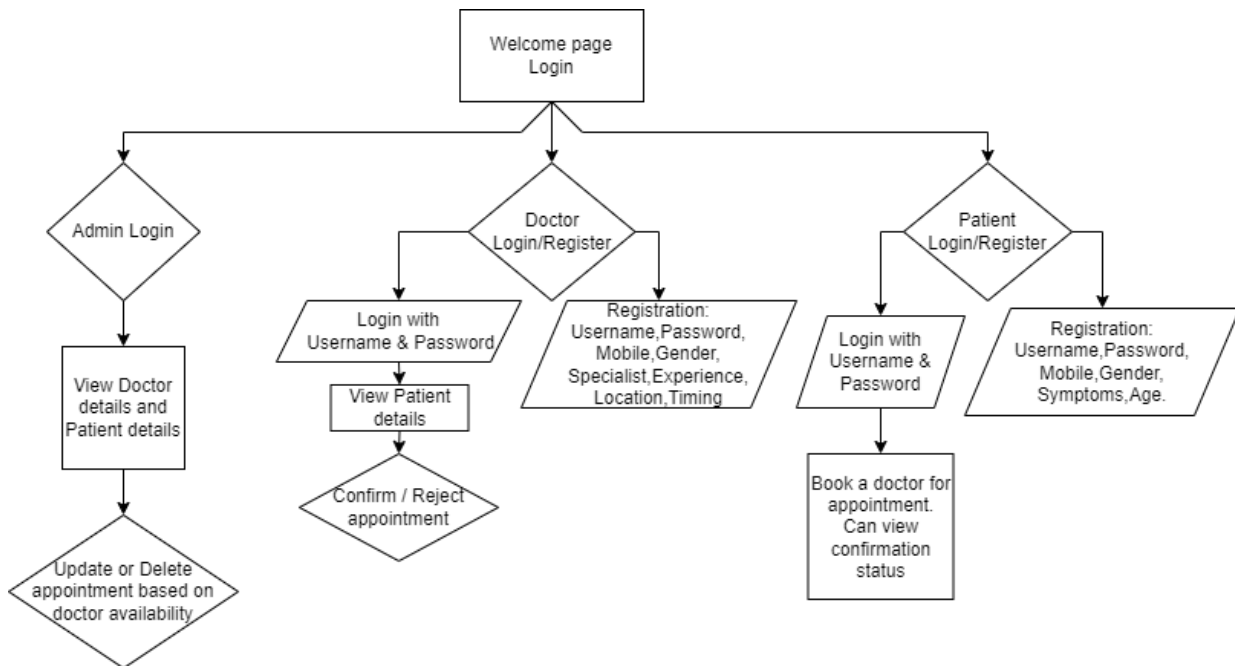 Welcome page
Login
Admin Login
Doctor
Login/Register
Patient
Login/Register
Login with
Username & Password
Registration:
Username,Password,
Mobile,Gender,
Specialist,Experience,
Location,Timing
Login with
Username &
Password
Registration:
Username,Password,
Mobile,Gender,
Symptoms,Age.
View Doctor
details and
Patient details
View Patient
details
Confirm / Reject
appointment
Book a doctor for
appointment.
Can view
confirmation
status
Update or Delete
appointment based on
doctor availability